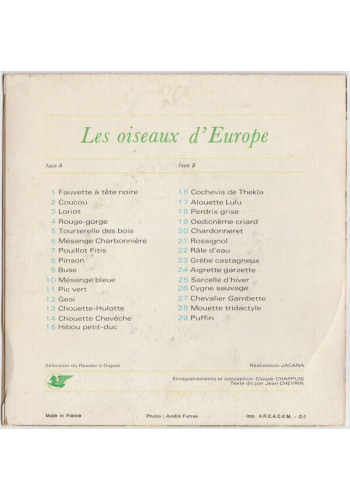 Les oiseaux d'Europe
face A
1 Fauvette à tête noire
2 Coucou
3 Loriot
4 Rouge-gorge
5 Tourterelle des bois
6 Mésange Charbonnière
7 Pouillot Fitis
8 Pinson
9 Buse
10 Mésange bleue
11 Pic vert
12 Geai
13 Chouette-Hulotte
14 Chouette Chevêche
15 Hibou petit-duc
face B
16 Cochevis de Thekla
17 Alouette Lulu
18 Perdrix grise
19 Oedicnème criard
20 Chardonneret
21 Rossignol
22 Râle d'eau
23 Grèbe castagneux
24 Aigrette garzette
25 Sarcelle d'hiver
26 Cygne sauvage
27 Chevalier Gambette
28 Mouette tridactyle
29 Puffin
Sélection du Reader's Digest
Réalisation JACANA
Enregistrements et conception Claude CHAPPUIS
Texte dit par Jean CHEVRIN
Made in France
Photo : André Fatras
Imp. A.R.E.A.C.E.M. - D-1